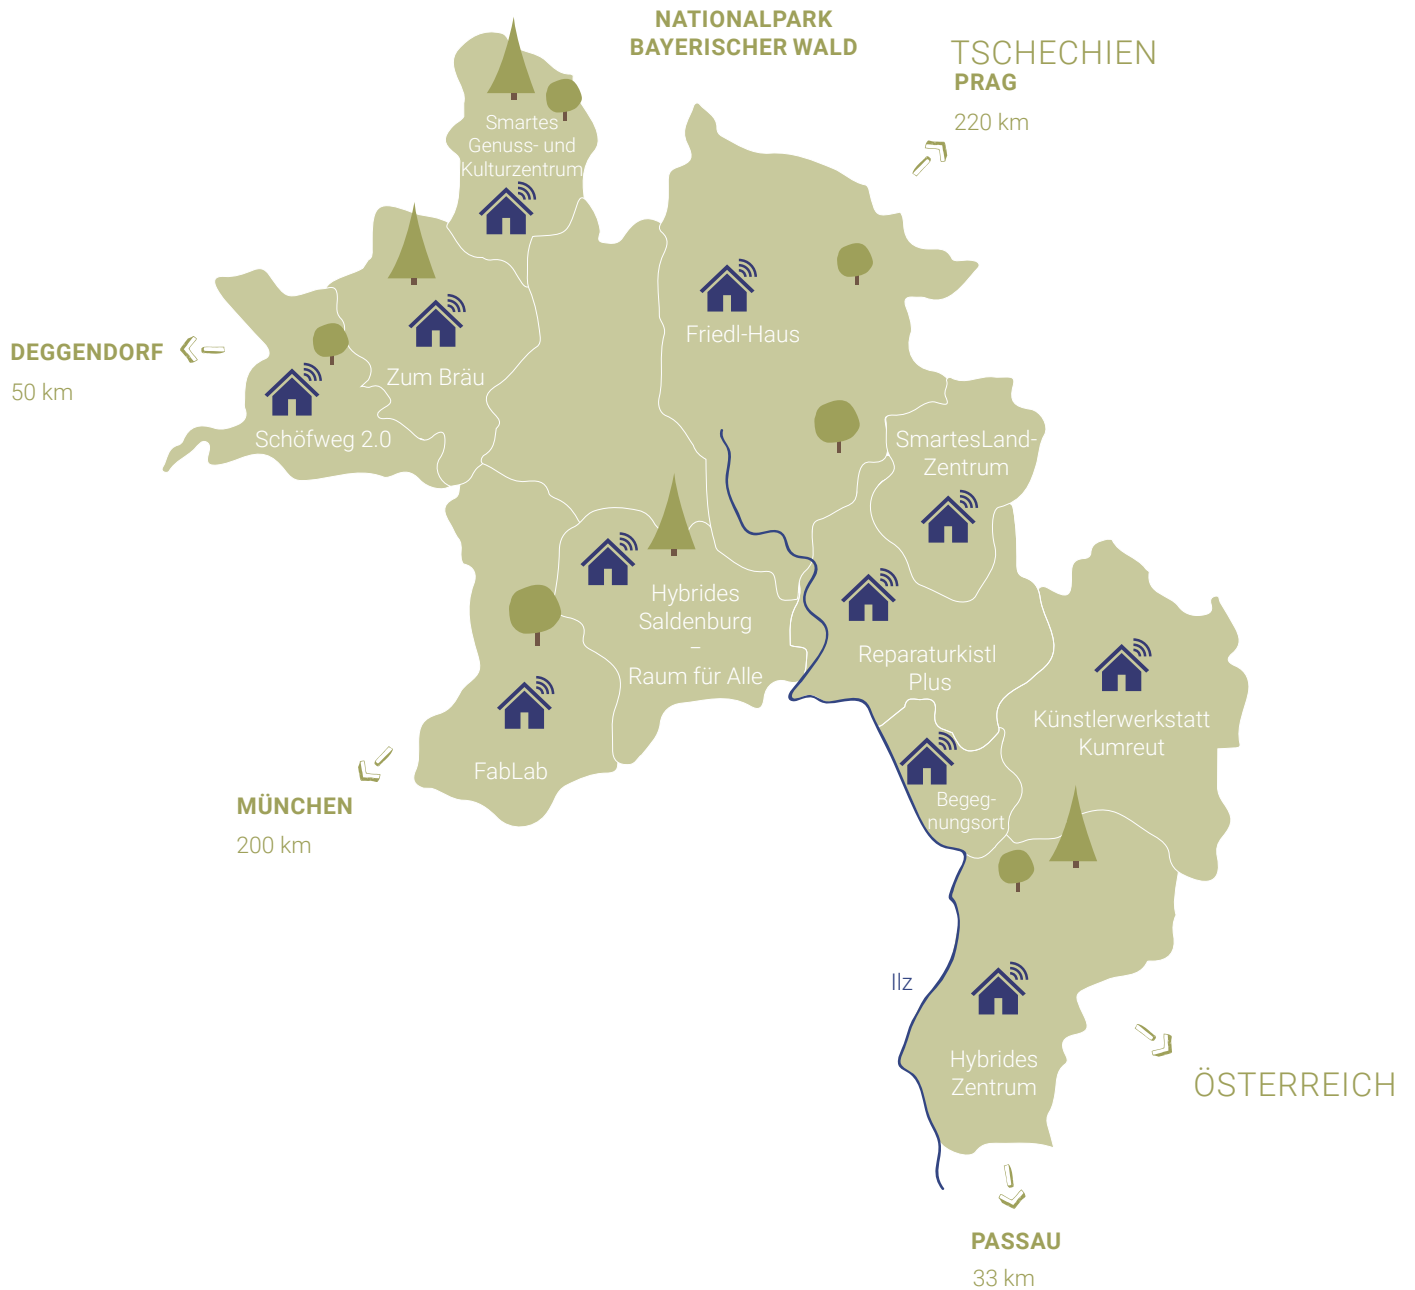 NATIONALPARK
BAYERISCHER WALD
TSCHECHIEN
PRAG
220 km
Smartes
Genuss- und
Kulturzentrum
Friedl-Haus
DEGGENDORF
50 km
Zum Bräu
Schöfweg 2.0
SmartesLand-
Zentrum
Hybrides
Saldenburg
–
Raum für Alle
Reparaturkistl
Plus
Künstlerwerkstatt
Kumreut
FabLab
MÜNCHEN
200 km
Begeg-
nungsort
Ilz
Hybrides
Zentrum
ÖSTERREICH
PASSAU
33 km